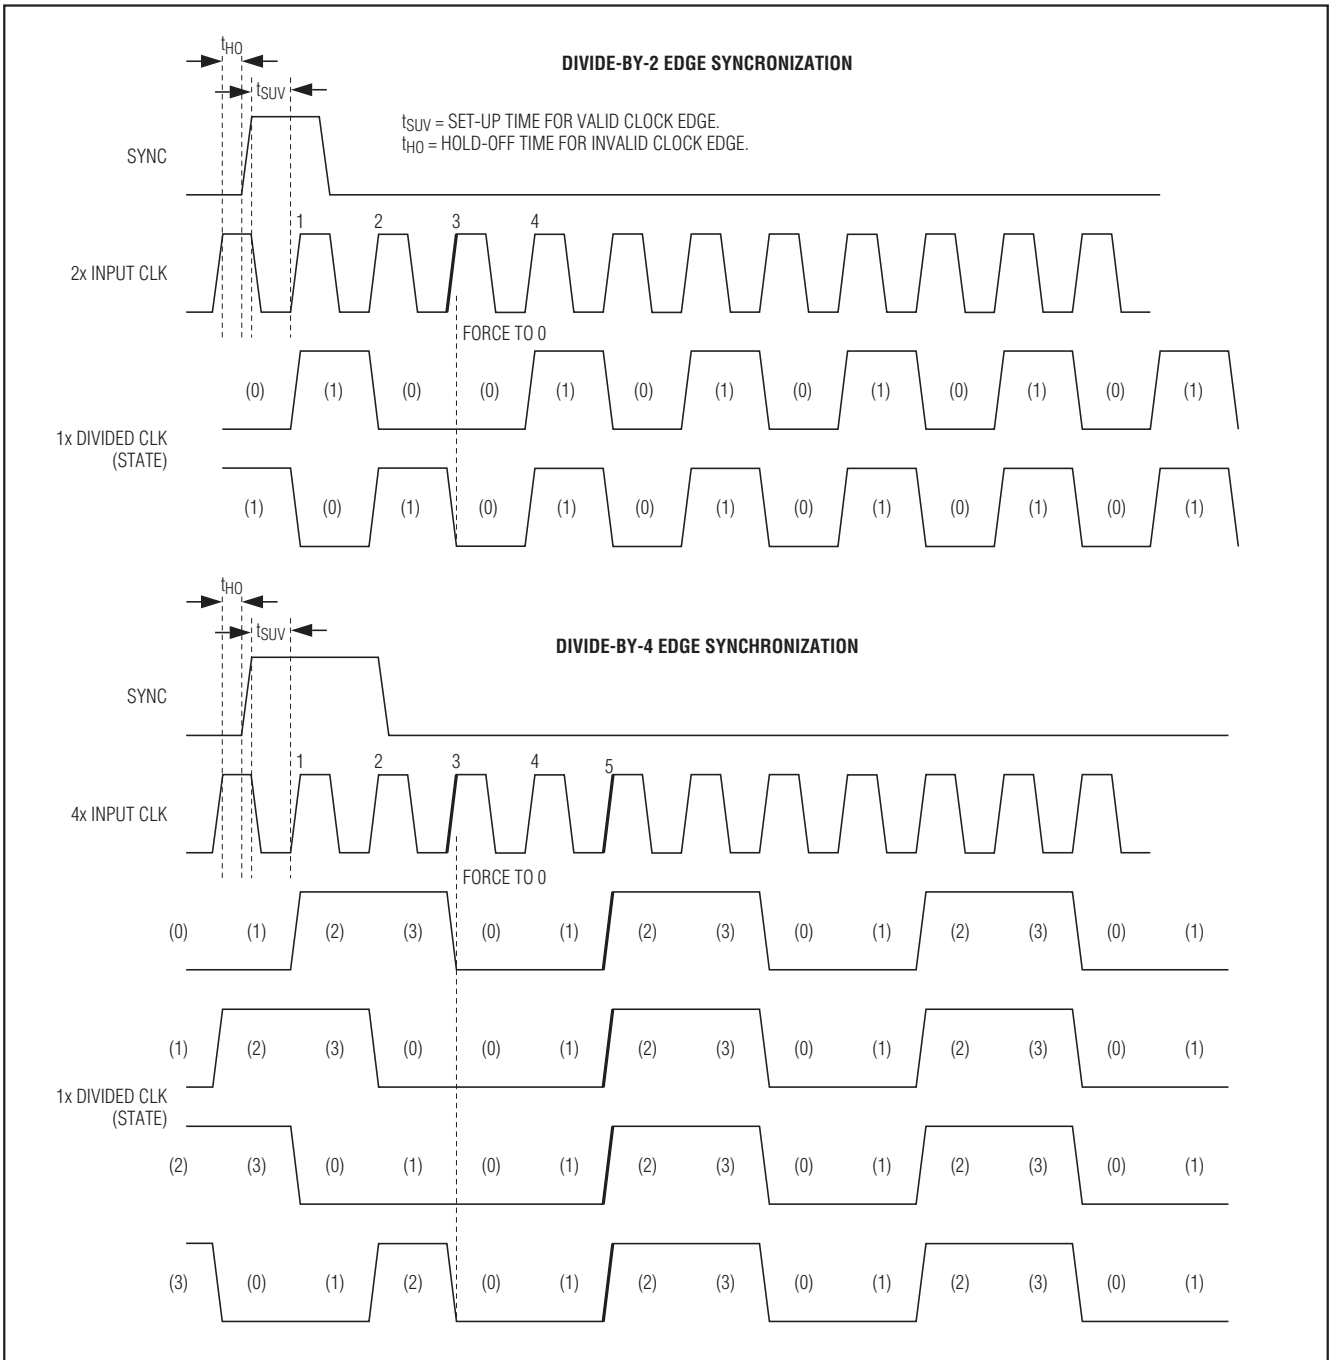 tHO
DIVIDE-BY-2 EDGE SYNCRONIZATION
tSUV
tSUV = SET-UP TIME FOR VALID CLOCK EDGE.
tHO = HOLD-OFF TIME FOR INVALID CLOCK EDGE.
SYNC
1 2 3 4
2x INPUT CLK
FORCE TO 0
(0) (1) (0) (0) (1) (0) (1) (0) (1) (0) (1) (0) (1)
1x DIVIDED CLK
(STATE)
(1) (0) (1) (0) (1) (0) (1) (0) (1) (0) (1) (0) (1)
tHO
tSUV
DIVIDE-BY-4 EDGE SYNCHRONIZATION
SYNC
1 2 3 4 5
4x INPUT CLK
FORCE TO 0
(0) (1) (2) (3) (0) (1) (2) (3) (0) (1) (2) (3) (0) (1)
(1) (2) (3) (0) (0) (1) (2) (3) (0) (1) (2) (3) (0) (1)
1x DIVIDED CLK
(STATE)
(2) (3) (0) (1) (0) (1) (2) (3) (0) (1) (2) (3) (0) (1)
(3) (0) (1) (2) (0) (1) (2) (3) (0) (1) (2) (3) (0) (1)